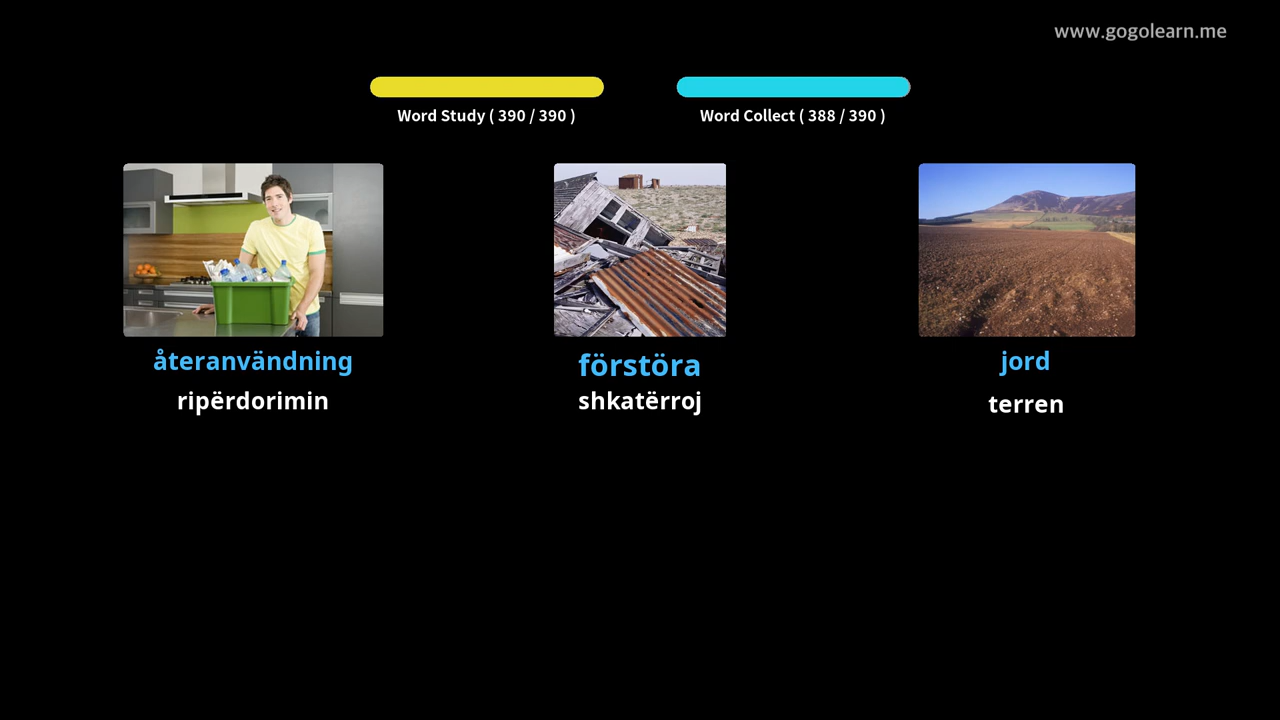 www.gogolearn.me
Word Study ( 390 / 390 )
Word Collect ( 388 / 390 )
återanvändning
ripërdorimin
förstöra
shkatërroj
jord
terren